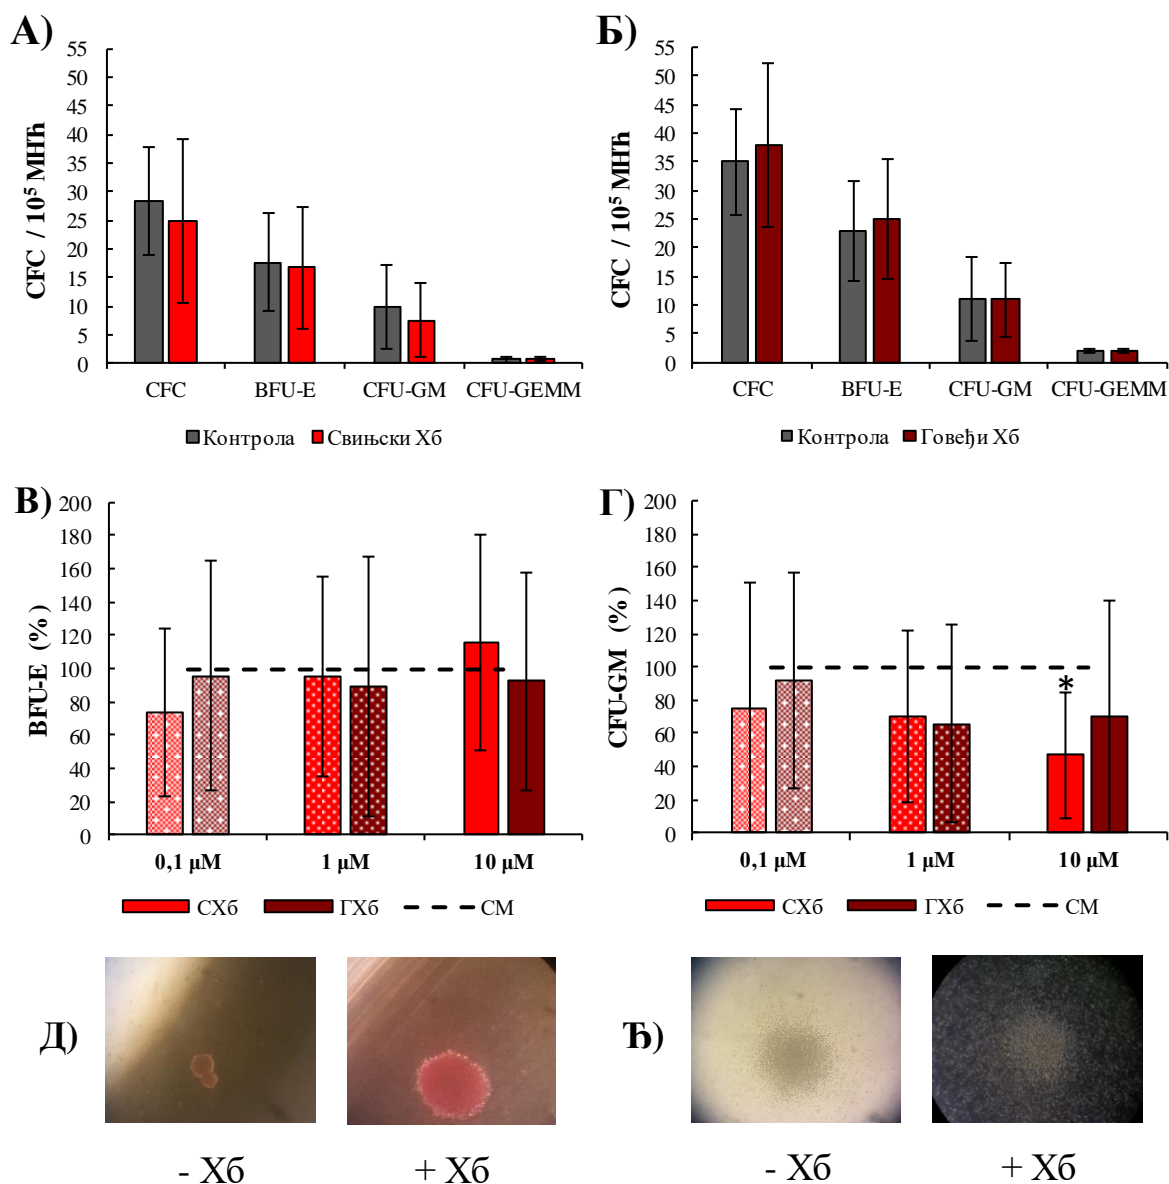 А)
CFC / 10⁵ МНЋ
55
50
45
40
35
30
25
20
15
10
5
0
CFC BFU-E CFU-GM CFU-GEMM
Контрола Свињски Хб
Б)
CFC / 10⁵ МНЋ
55
50
45
40
35
30
25
20
15
10
5
0
CFC BFU-E CFU-GM CFU-GEMM
Контрола Говеђи Хб
В)
BFU-E (%)
200
180
160
140
120
100
80
60
40
20
0
0,1 μM 1 μM 10 μM
СХб ГХб СМ
Г)
CFU-GM (%)
200
180
160
140
120
100
80
60
40
20
0
*
0,1 μM 1 μM 10 μM
СХб ГХб СМ
Д)
- Хб + Хб
Ђ)
- Хб + Хб